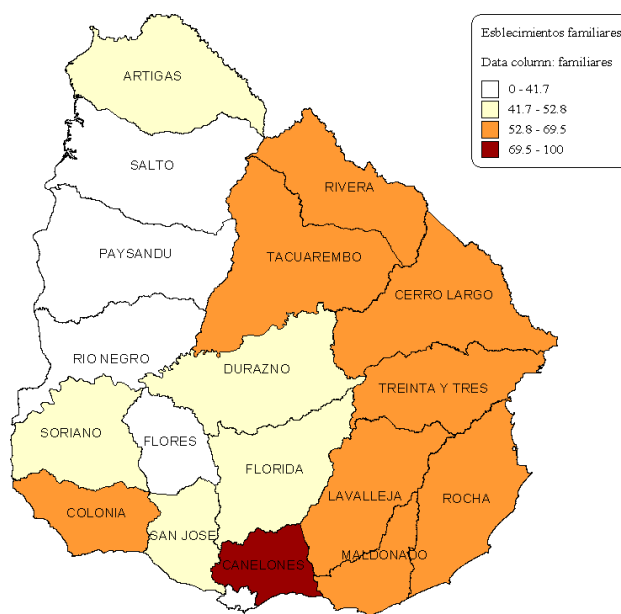 Esblecimientos familiares
Data column: familiares
0 - 41.7
41.7 - 52.8
52.8 - 69.5
69.5 - 100
ARTIGAS
SALTO
RIVERA
PAYSANDU
TACUAREMBO
CERRO LARGO
RIO NEGRO
DURAZNO
TREINTA Y TRES
SORIANO
FLORES
FLORIDA
LAVALLEJA
ROCHA
COLONIA
SAN JOSE
MALDONADO
CANELONES